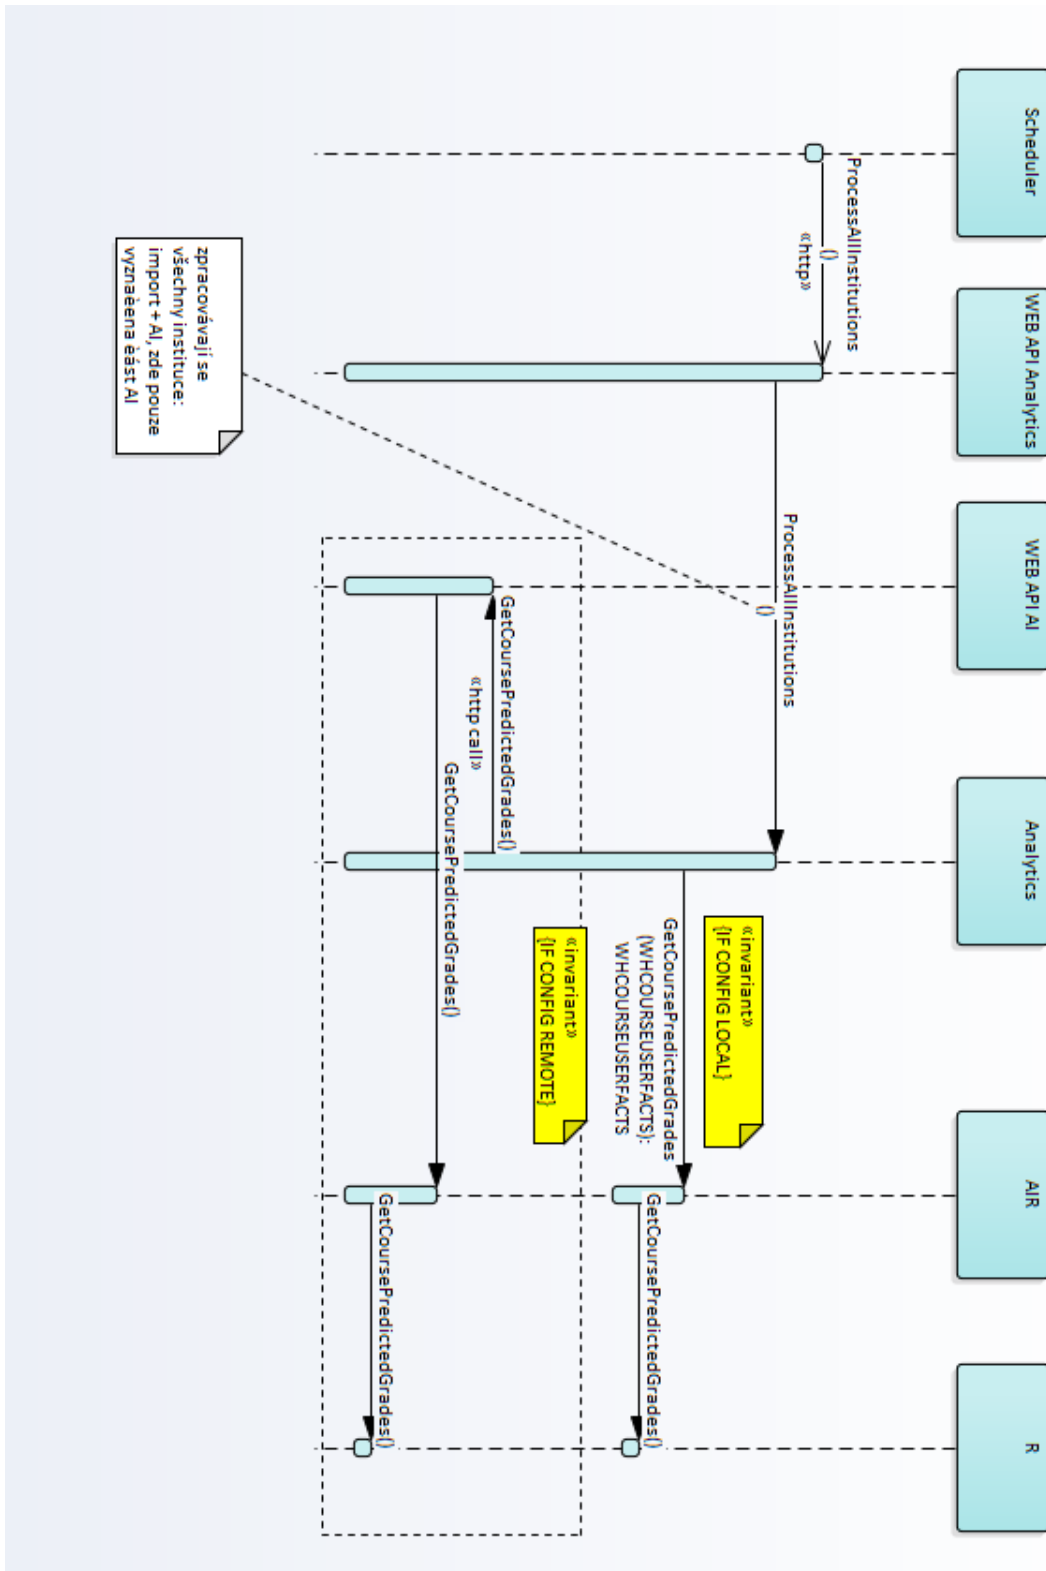 Scheduler
WEB API Analytics
WEB API AI
Analytics
AIR
R
ProcessAllInstitutions
()
«http»
ProcessAllInstitutions
()
«invariant»
{IF CONFIG LOCAL}
GetCoursePredictedGrades
(WHCOURSEUSERFACTS):
WHCOURSEUSERFACTS
GetCoursePredictedGrades()
«invariant»
{IF CONFIG REMOTE}
GetCoursePredictedGrades()
«http call»
GetCoursePredictedGrades()
GetCoursePredictedGrades()
zpracovávají se
všechny instituce:
import + AI, zde pouze
vyznaèena èást AI